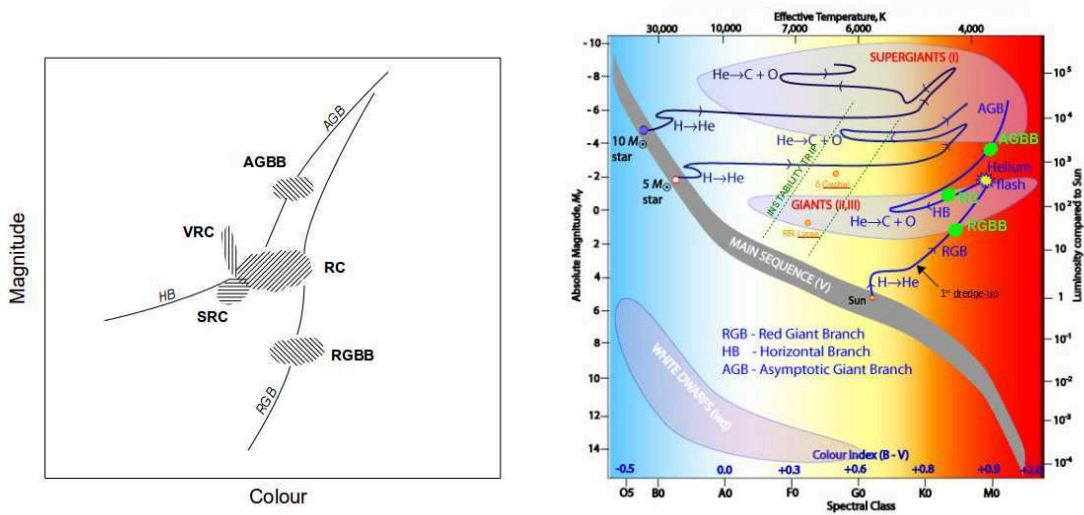 Magnitude
AGB
AGBB
VRC
RC
HB
SRC
RGBB
RGB
Colour
Effective Temperature, K
30,000 10,000 7,000 6,000 4,000
Absolute Magnitude, Mᵥ
-10
-8
-6
-4
-2
0
2
4
6
8
10
12
14
Luminosity compared to Sun
10⁵
10⁴
10³
10²
10
1
10⁻¹
10⁻²
10⁻³
10⁻⁴
SUPERGIANTS (I)
He→C + O
AGB
H→He
10 M☉
star
He→C+O
AGBB
5 M☉
star
H→He
INSTABILITY TRIP
δ Cephei
Helium
flash
RC
GIANTS (II,III)
HB
He→C + O
RR Lyrae
RGBB
RGB
MAIN SEQUENCE (V)
Sun
H→He
1ˢᵗ dredge-up
RGB - Red Giant Branch
HB - Horizontal Branch
AGB - Asymptotic Giant Branch
WHITE DWARFS (wd)
Colour Index (B - V)
-0.5 0.0 +0.3 +0.6 +0.8 +0.9 +2.0
O5 B0 A0 F0 G0 K0 M0
Spectral Class